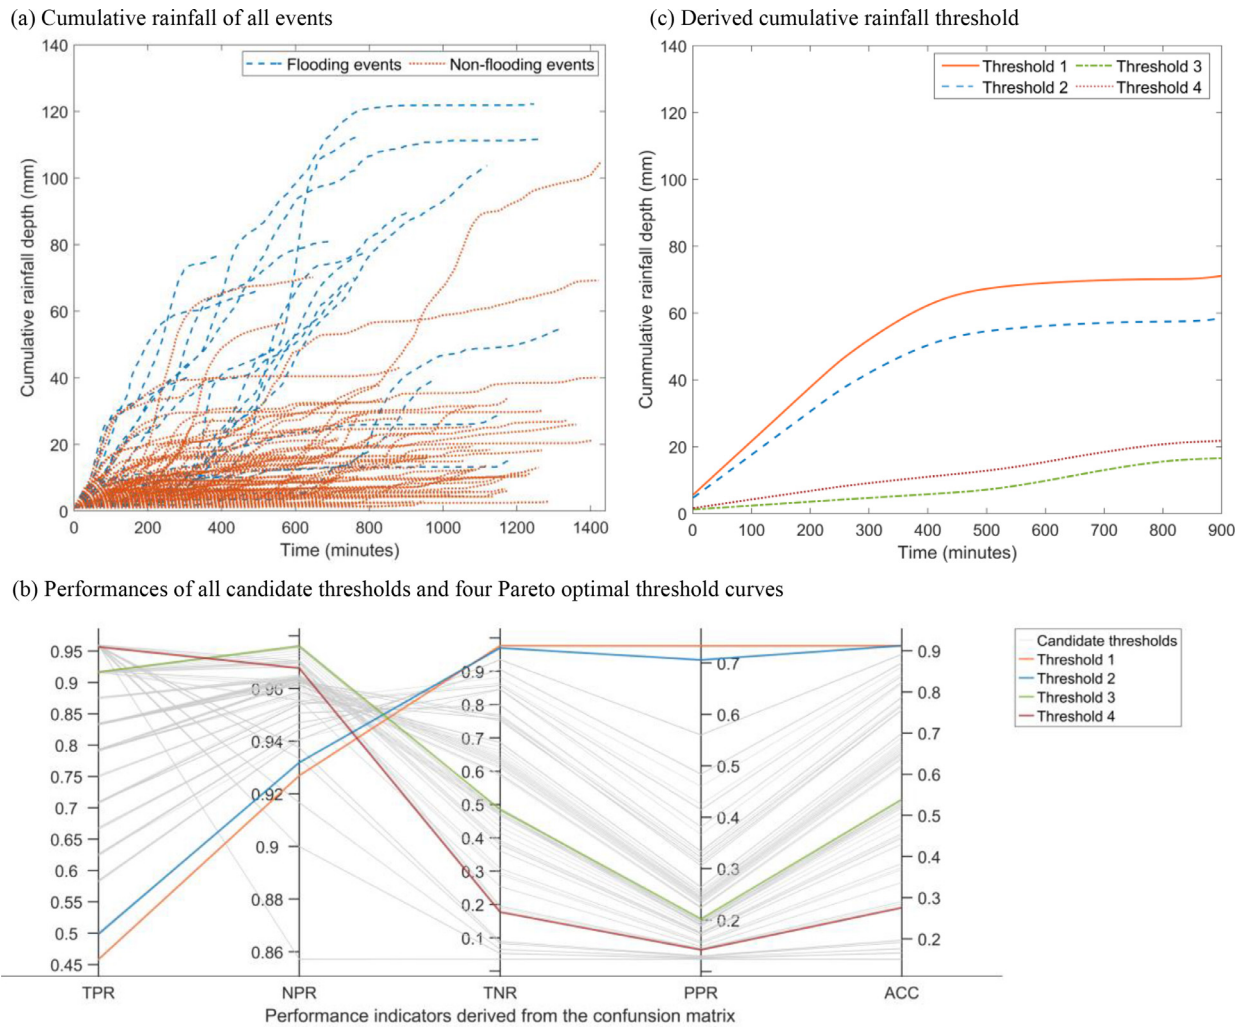 (a) Cumulative rainfall of all events
140
120
100
80
60
40
20
0
Cumulative rainfall depth (mm)
Flooding events
Non-flooding events
0 200 400 600 800 1000 1200 1400
Time (minutes)
(c) Derived cumulative rainfall threshold
140
120
100
80
60
40
20
0
Cummulative rainfall depth (mm)
Threshold 1 Threshold 3
Threshold 2 Threshold 4
0 100 200 300 400 500 600 700 800 900
Time (minutes)
(b) Performances of all candidate thresholds and four Pareto optimal threshold curves
0.95
0.9
0.85
0.8
0.75
0.7
0.65
0.6
0.5
0.45
0.96
0.94
0.92
0.9
0.88
0.86
0.9
0.8
0.7
0.6
0.5
0.4
0.3
0.2
0.1
0.7
0.6
0.5
0.4
0.3
0.2
0.9
0.8
0.7
0.6
0.5
0.4
0.3
0.2
TPR NPR TNR PPR ACC
Performance indicators derived from the confunsion matrix
Candidate thresholds
Threshold 1
Threshold 2
Threshold 3
Threshold 4